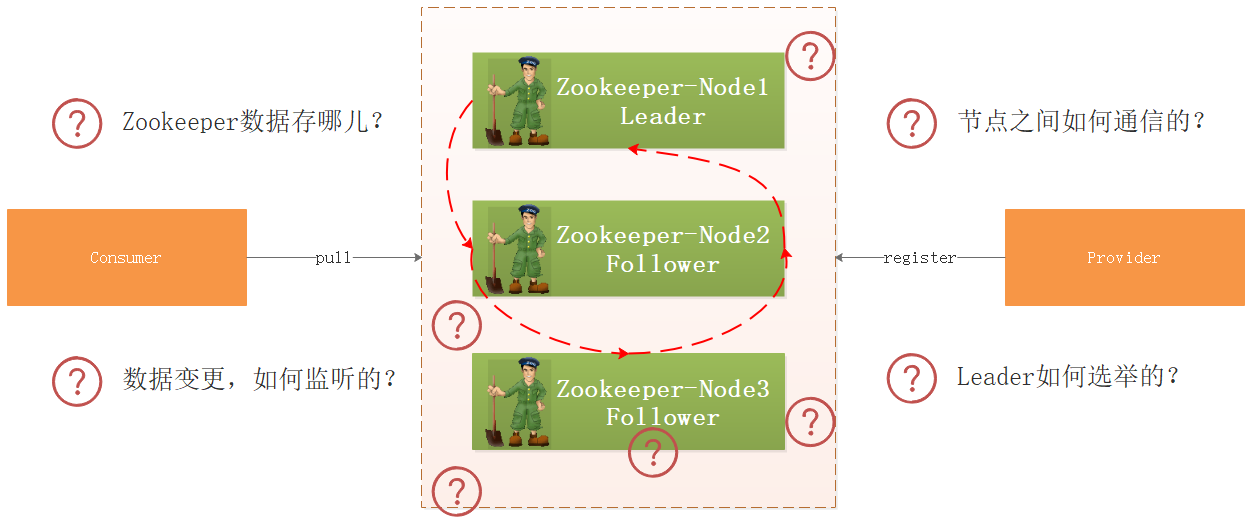 Zookeeper-Node1
Leader
?
?
Zookeeper数据存哪儿?
?
节点之间如何通信的?
Consumer
pull
Zookeeper-Node2
Follower
register
Provider
?
?
数据变更，如何监听的?
Zookeeper-Node3
Follower
?
Leader如何选举的?
?
?
?